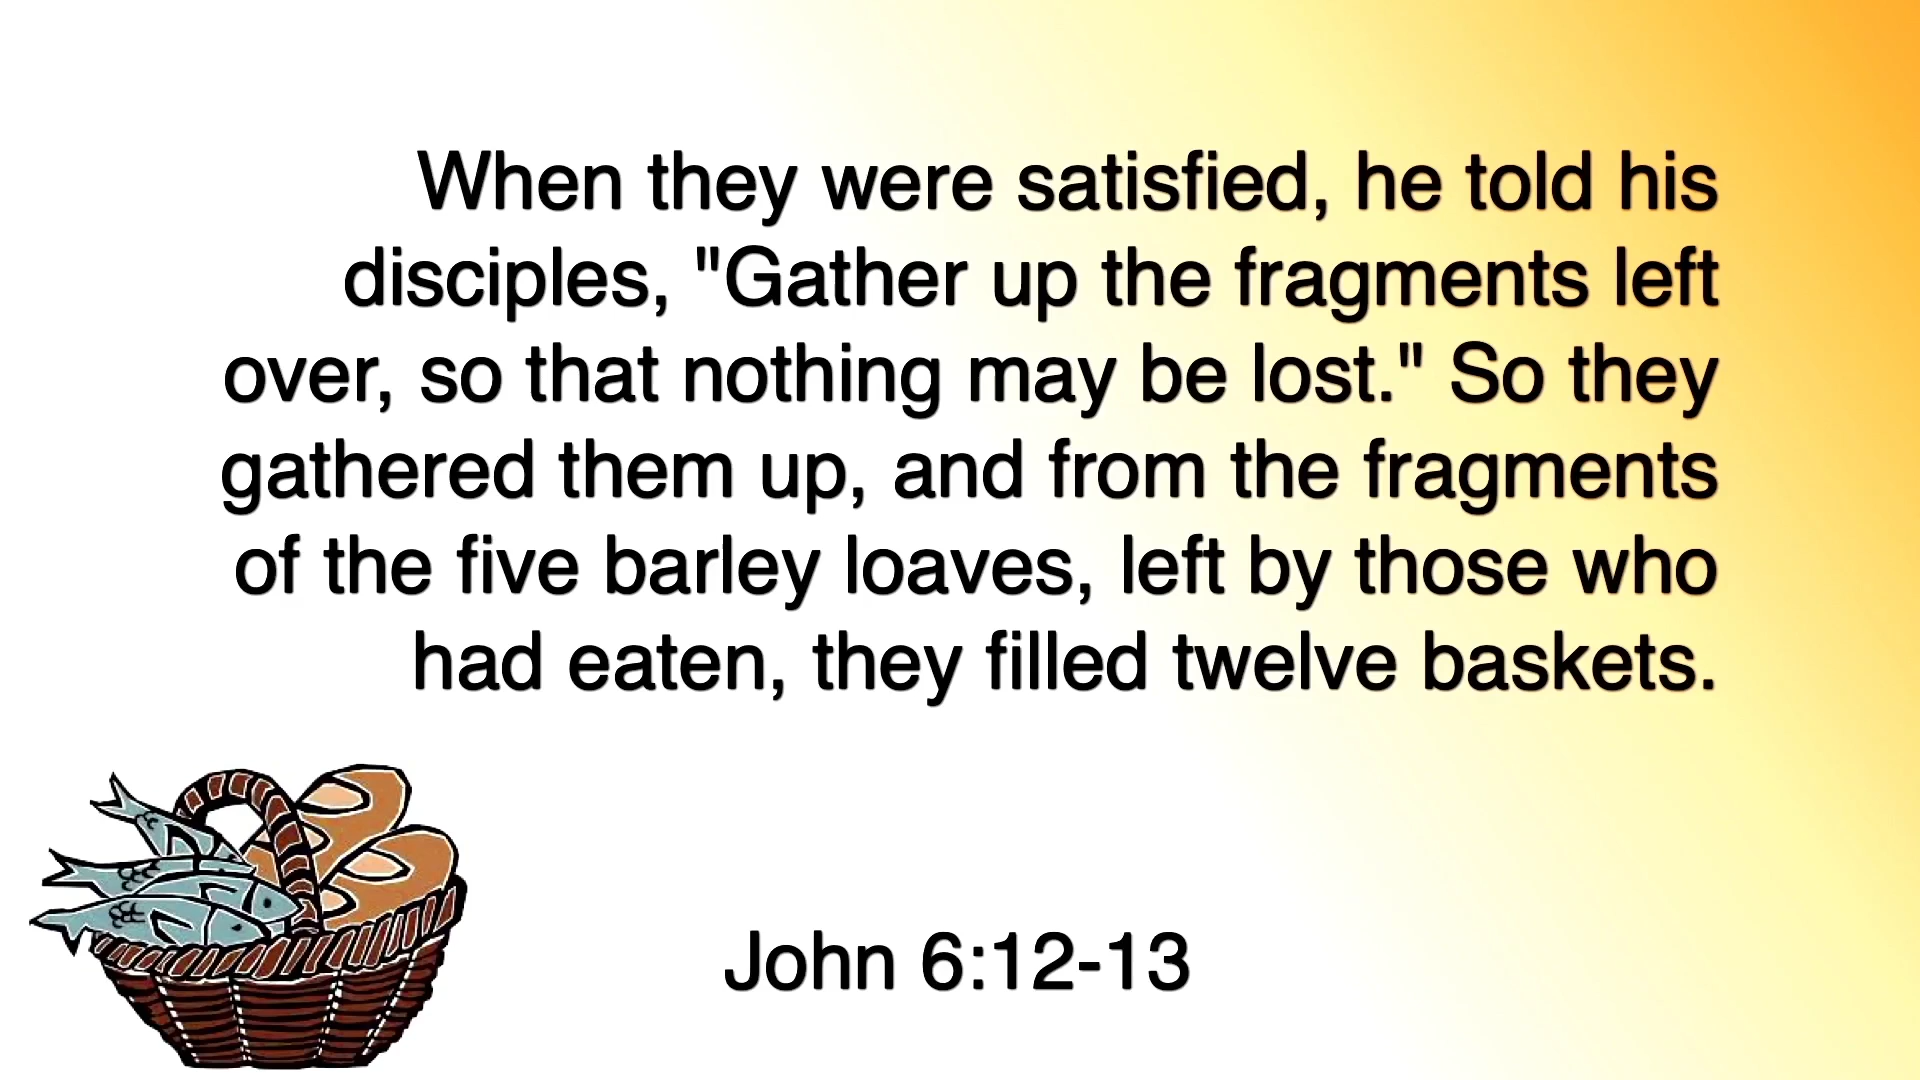 When they were satisfied, he told his
disciples, "Gather up the fragments left
over, so that nothing may be lost." So they
gathered them up, and from the fragments
of the five barley loaves, left by those who
had eaten, they filled twelve baskets.
John 6:12-13